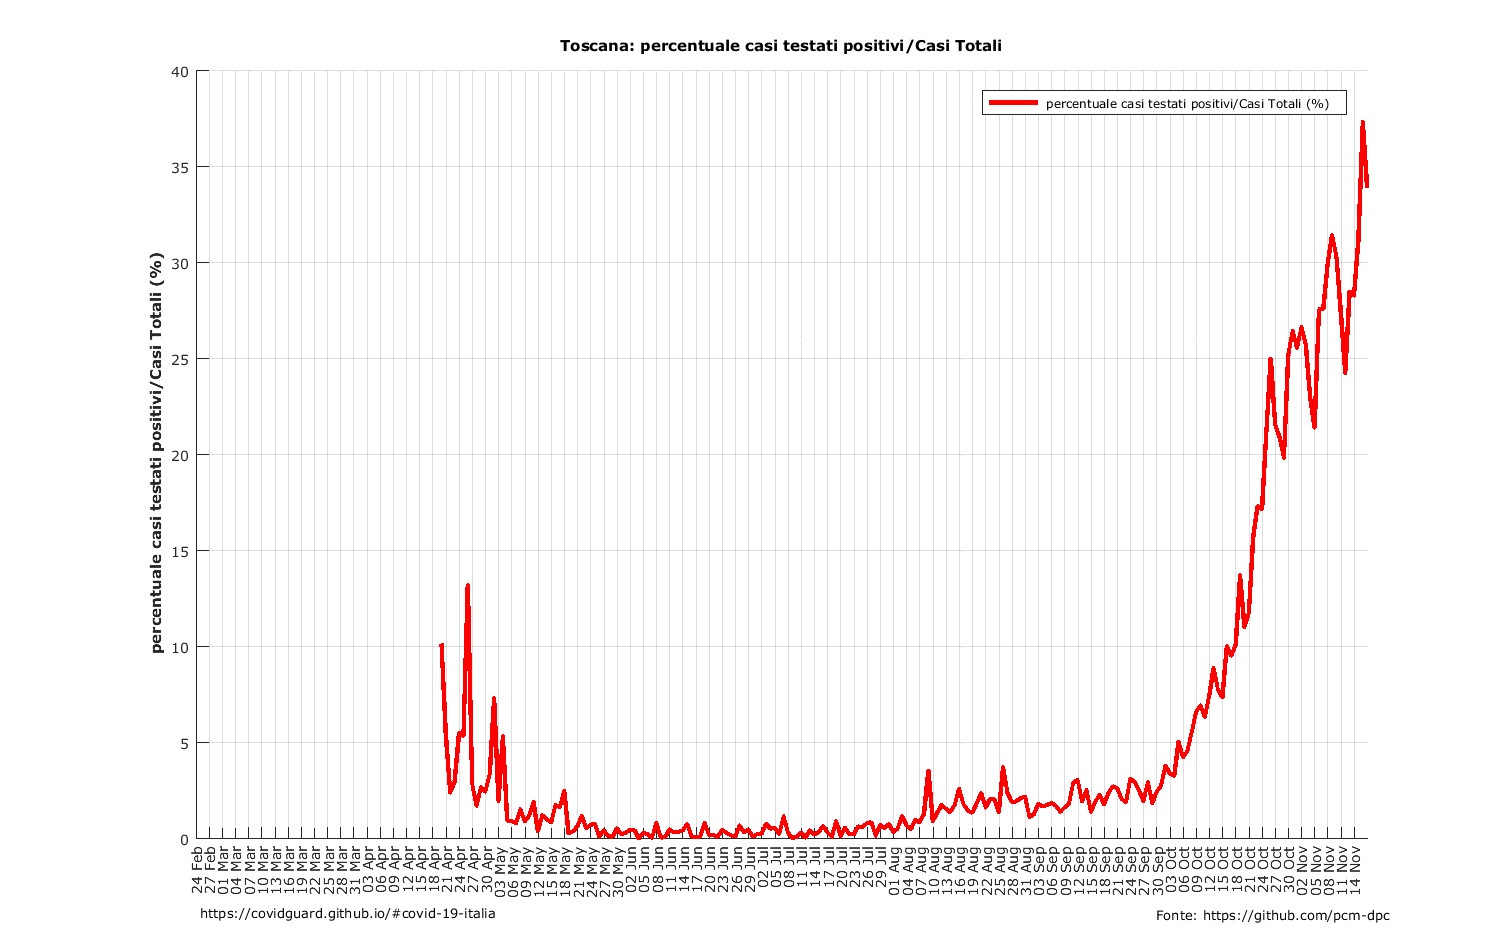 Toscana: percentuale casi testati positivi/Casi Totali
percentuale casi testati positivi/Casi Totali (%)
percentuale casi testati positivi/Casi Totali (%)
40
35
30
25
20
15
10
5
0
24 Feb
27 Feb
01 Mar
04 Mar
07 Mar
10 Mar
13 Mar
16 Mar
19 Mar
22 Mar
25 Mar
28 Mar
31 Mar
03 Apr
06 Apr
09 Apr
12 Apr
15 Apr
18 Apr
21 Apr
24 Apr
27 Apr
30 Apr
03 May
06 May
09 May
12 May
15 May
18 May
21 May
24 May
27 May
30 May
02 Jun
05 Jun
08 Jun
11 Jun
14 Jun
17 Jun
20 Jun
23 Jun
26 Jun
29 Jun
02 Jul
05 Jul
08 Jul
11 Jul
14 Jul
17 Jul
20 Jul
23 Jul
26 Jul
29 Jul
01 Aug
04 Aug
07 Aug
10 Aug
13 Aug
16 Aug
19 Aug
22 Aug
25 Aug
28 Aug
31 Aug
03 Sep
06 Sep
09 Sep
12 Sep
15 Sep
18 Sep
21 Sep
24 Sep
27 Sep
30 Sep
03 Oct
06 Oct
09 Oct
12 Oct
15 Oct
18 Oct
21 Oct
24 Oct
27 Oct
30 Oct
02 Nov
05 Nov
08 Nov
11 Nov
14 Nov
https://covidguard.github.io/#covid-19-italia
Fonte: https://github.com/pcm-dpc